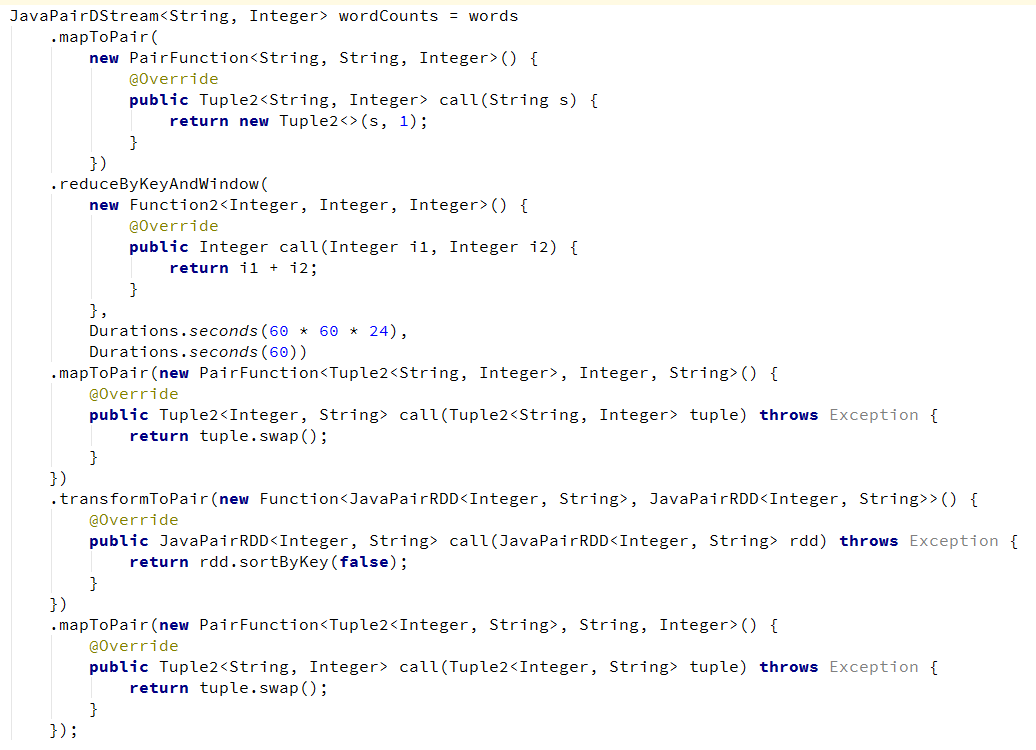 JavaPairDStream<String, Integer> wordCounts = words
    .mapToPair(
        new PairFunction<String, String, Integer>() {
            @Override
            public Tuple2<String, Integer> call(String s) {
                return new Tuple2<>(s, 1);
            }
        })
    .reduceByKeyAndWindow(
        new Function2<Integer, Integer, Integer>() {
            @Override
            public Integer call(Integer i1, Integer i2) {
                return i1 + i2;
            }
        },
        Durations.seconds(60 * 60 * 24),
        Durations.seconds(60))
    .mapToPair(new PairFunction<Tuple2<String, Integer>, Integer, String>() {
        @Override
        public Tuple2<Integer, String> call(Tuple2<String, Integer> tuple) throws Exception {
            return tuple.swap();
        }
    })
    .transformToPair(new Function<JavaPairRDD<Integer, String>, JavaPairRDD<Integer, String>>() {
        @Override
        public JavaPairRDD<Integer, String> call(JavaPairRDD<Integer, String> rdd) throws Exception {
            return rdd.sortByKey(false);
        }
    })
    .mapToPair(new PairFunction<Tuple2<Integer, String>, String, Integer>() {
        @Override
        public Tuple2<String, Integer> call(Tuple2<Integer, String> tuple) throws Exception {
            return tuple.swap();
        }
    });